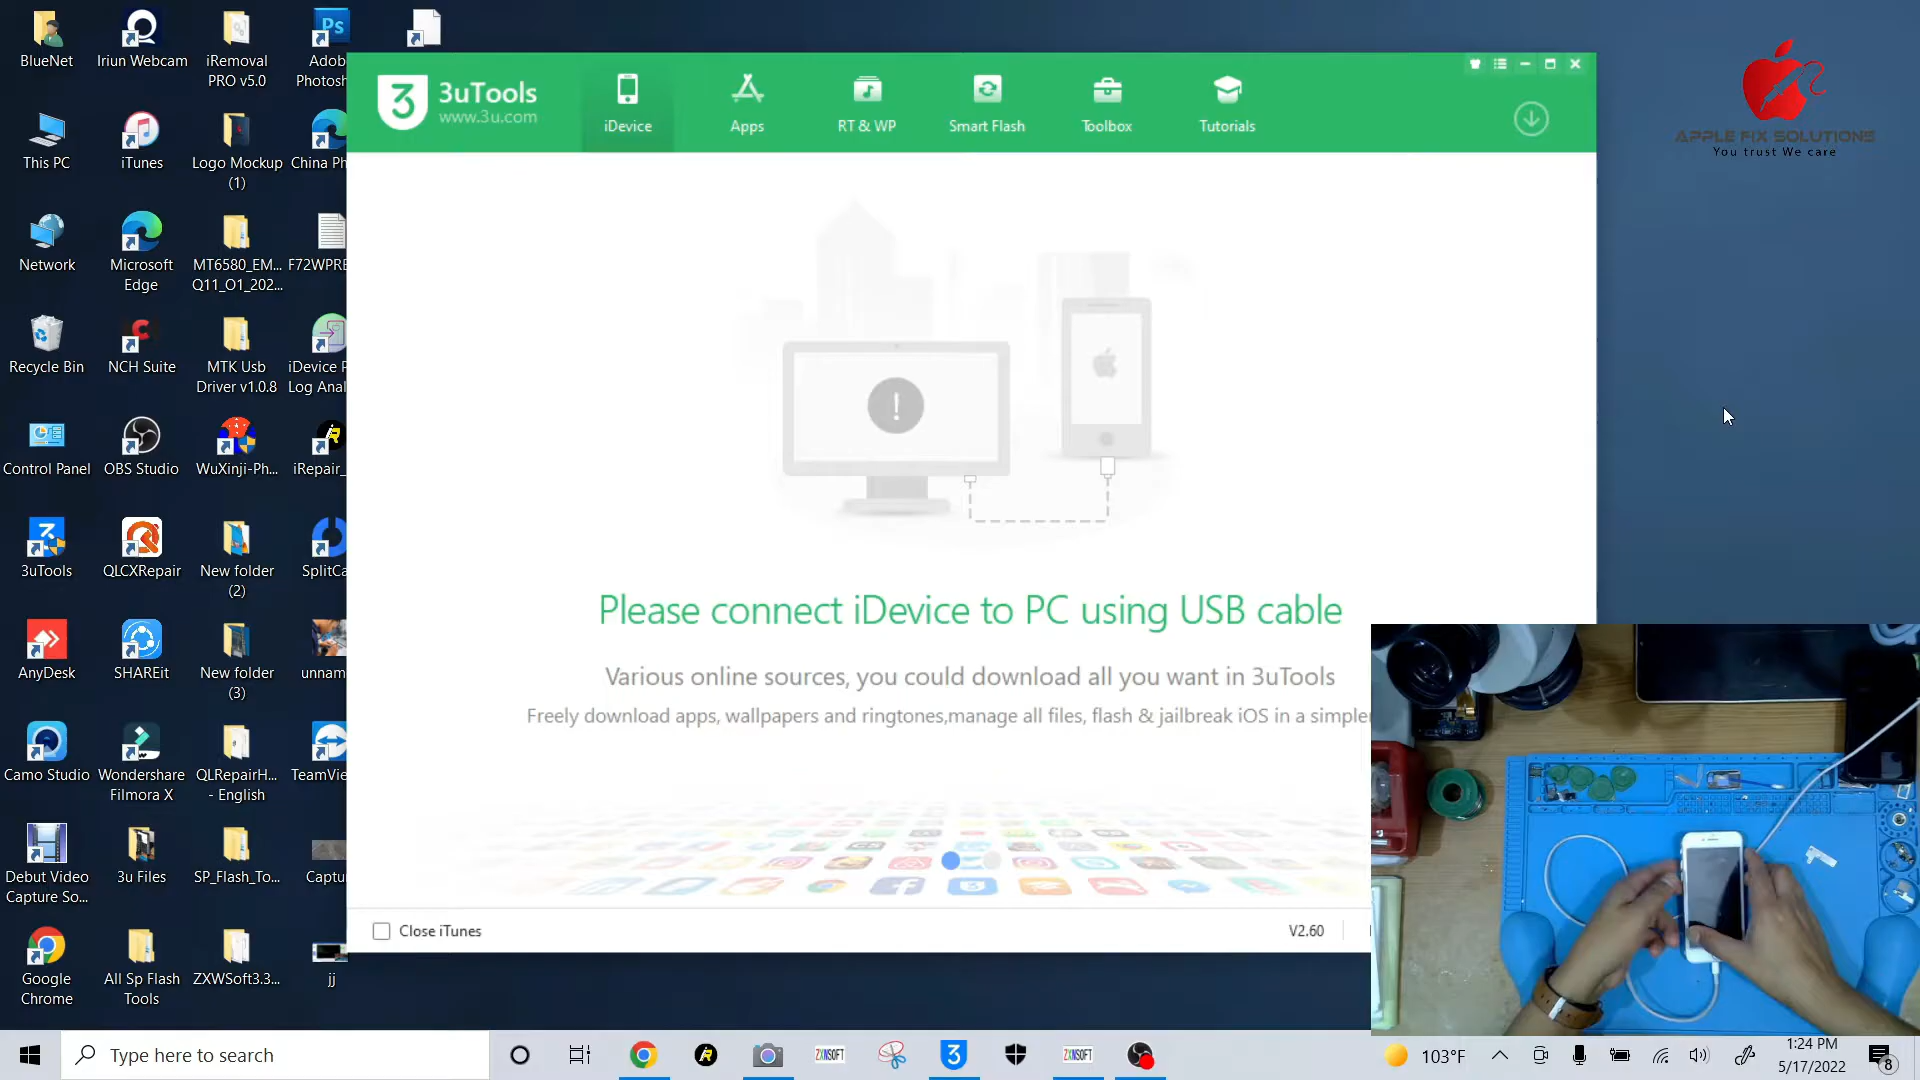 BlueNet
Iriun Webcam
iRemoval
PRO v5.0
Adob
Photosh
Ps
This PC
iTunes
Logo Mockup
(1)
China Ph
Network
Microsoft
Edge
MT6580_EM...
Q11_O1_202...
F72WPRE
Recycle Bin
NCH Suite
MTK Usb
Driver v1.0.8
iDevice P
Log Anal
Control Panel
OBS Studio
WuXinji-Ph...
iRepair_
3uTools
QLCXRepair
New folder
(2)
SplitCa
AnyDesk
SHAREit
New folder
(3)
unnam
Camo Studio
Wondershare
Filmora X
QLRepairH...
- English
TeamVie
Debut Video
Capture So...
3u Files
SP_Flash_To...
Captu
Google
Chrome
All Sp Flash
Tools
ZXWSoft3.3...
jj
3
3uTools
www.3u.com
iDevice
Apps
RT & WP
Smart Flash
Toolbox
Tutorials
APPLE FIX SOLUTIONS
You trust We care
!
Please connect iDevice to PC using USB cable
Various online sources, you could download all you want in 3uTools
Freely download apps, wallpapers and ringtones,manage all files, flash & jailbreak iOS in a simpler
Close iTunes
V2.60
Type here to search
ZXWSOFT
3
ZXWSOFT
103°F
1:24 PM
5/17/2022
8